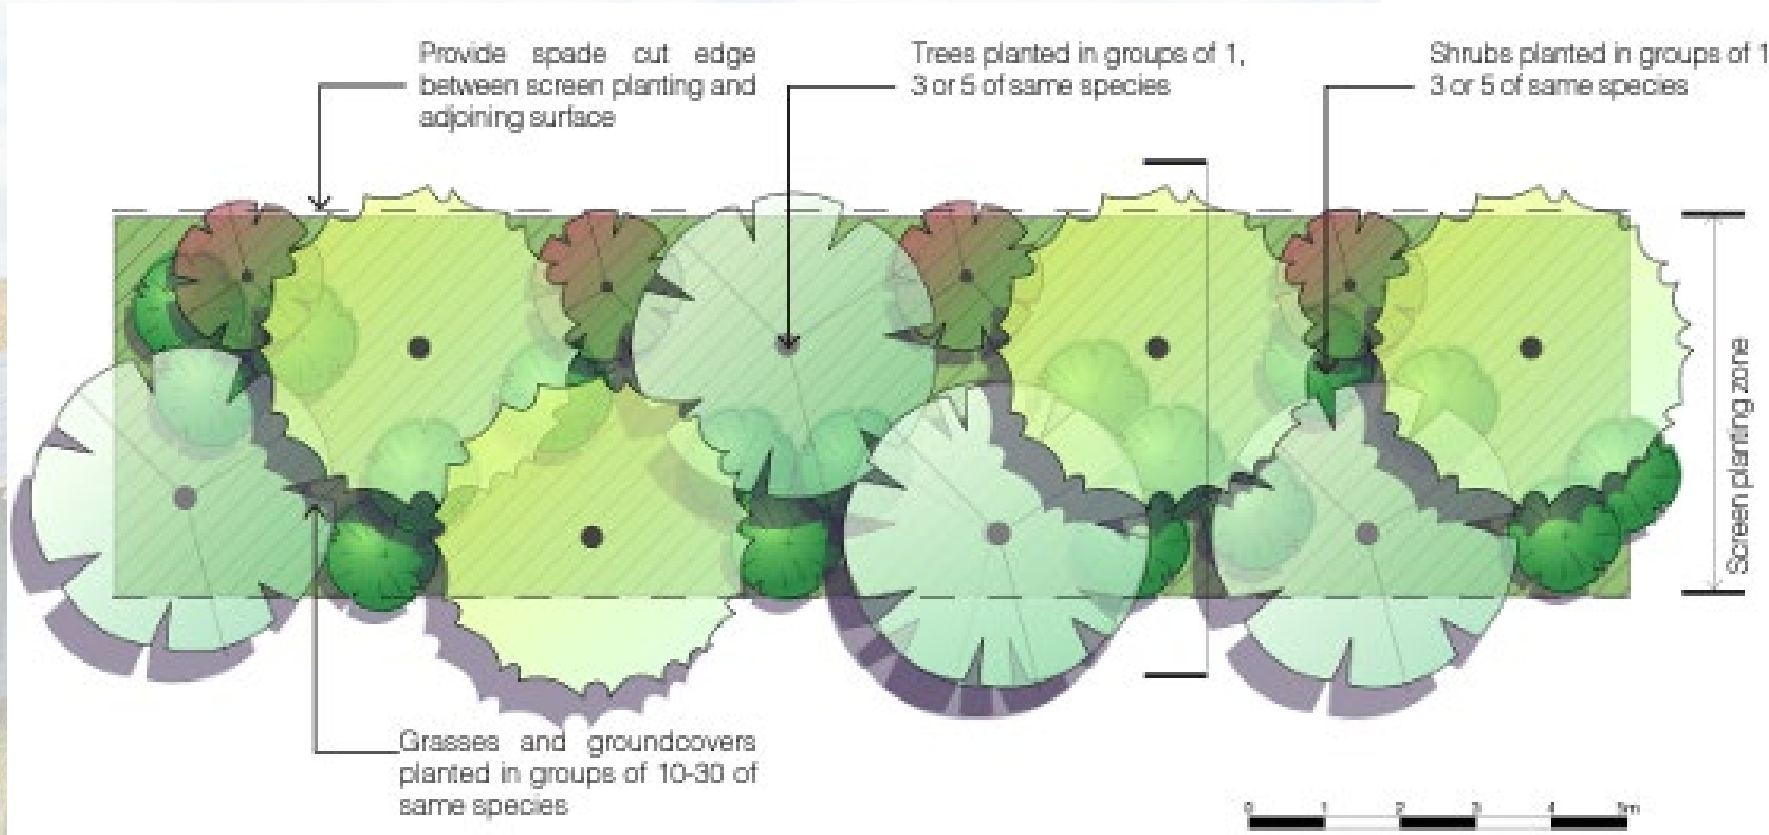 Provide spade cut edge
between screen planting and
adjoining surface
Trees planted in groups of 1,
3 or 5 of same species
Shrubs planted in groups of 1
3 or 5 of same species
Screen planting zone
Grasses and groundcovers
planted in groups of 10-30 of
same species
0 1 2 3 4 5m